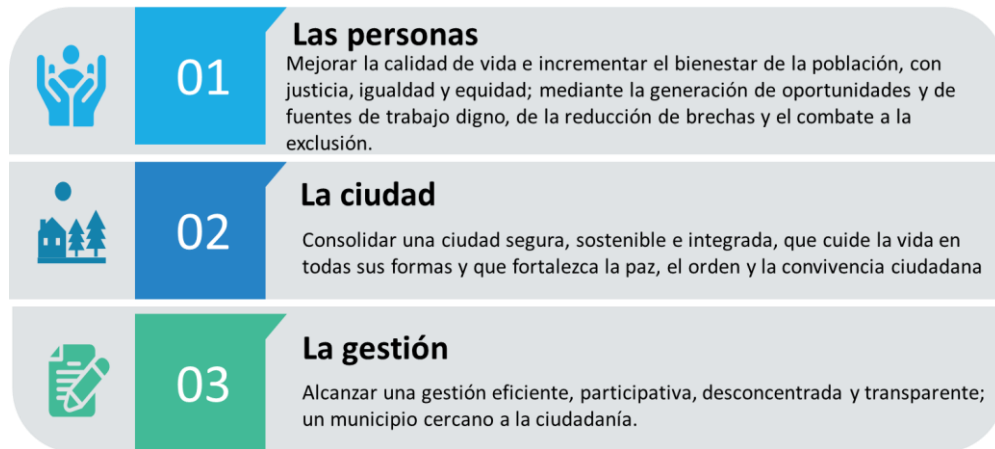 01
Las personas
Mejorar la calidad de vida e incrementar el bienestar de la población, con
justicia, igualdad y equidad; mediante la generación de oportunidades y de
fuentes de trabajo digno, de la reducción de brechas y el combate a la
exclusión.
02
La ciudad
Consolidar una ciudad segura, sostenible e integrada, que cuide la vida en
todas sus formas y que fortalezca la paz, el orden y la convivencia ciudadana
03
La gestión
Alcanzar una gestión eficiente, participativa, desconcentrada y transparente;
un municipio cercano a la ciudadanía.